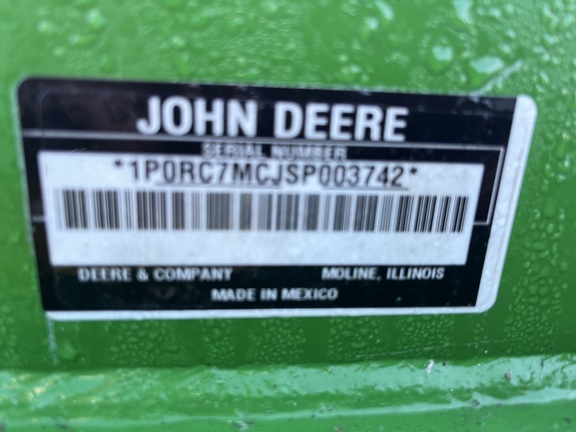 JOHN DEERE
SERIAL NUMBER
*1P0RC7MCJSP003742*
DEERE & COMPANY MOLINE, ILLINOIS
MADE IN MEXICO